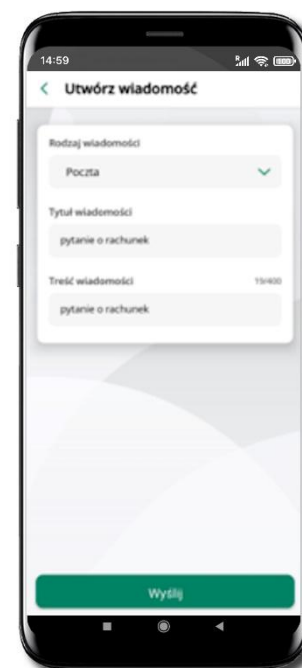 14:59
Utwórz wiadomość
Rodzaj wiadomości
Poczta
Tytuł wiadomości
pytanie o rachunek
Treść wiadomości 19/400
pytanie o rachunek
Wyślij